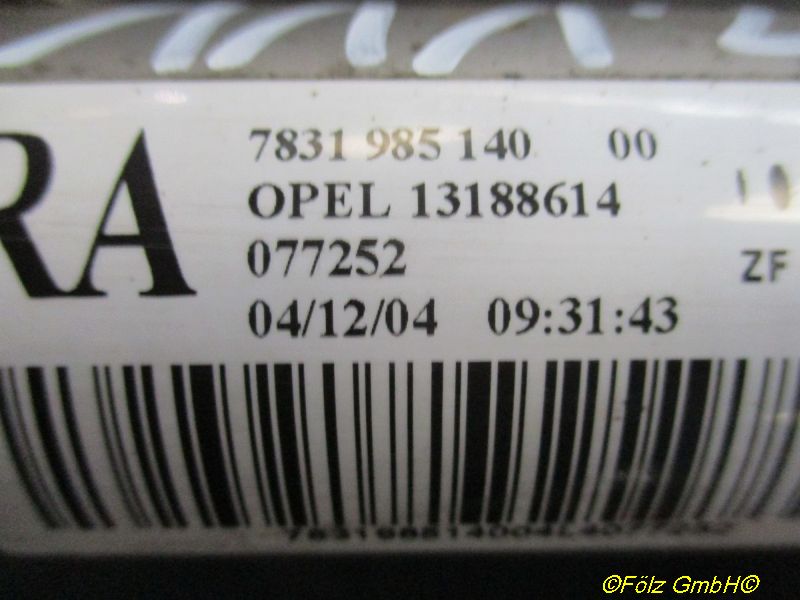 RA
7831 985 140 00
OPEL 13188614
077252
ZF
04/12/04 09:31:43
©Fölz GmbH©